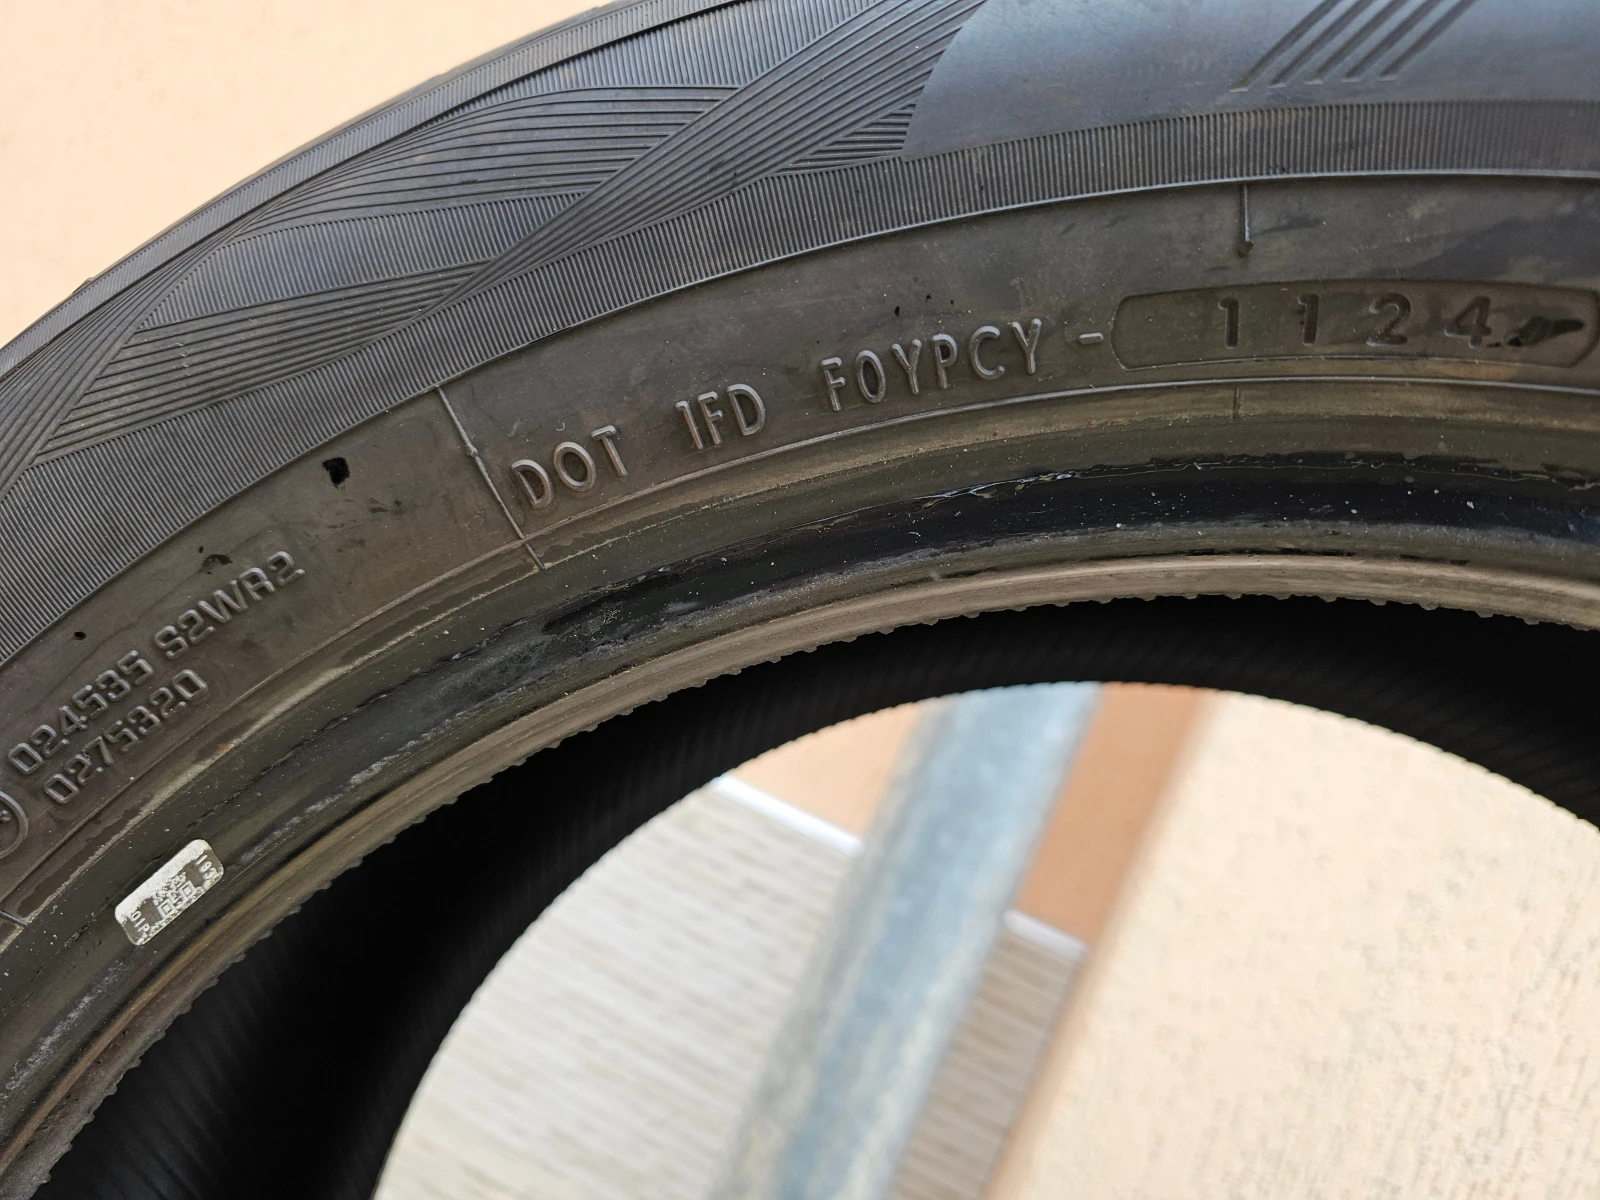 DOT 1FD F0YPCY - 1124
024535 S2WR2
0275320